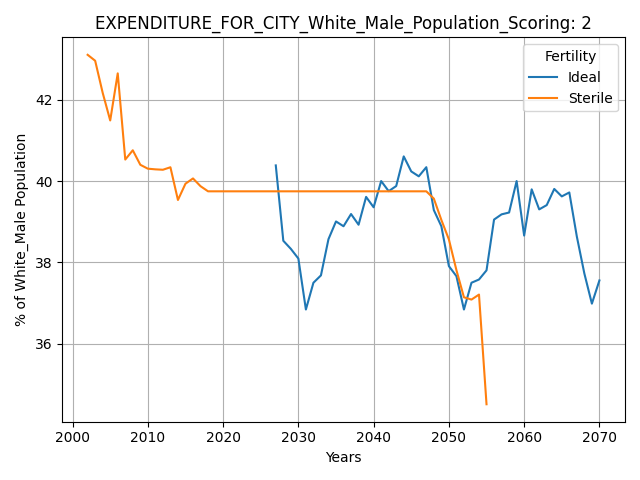 EXPENDITURE_FOR_CITY_White_Male_Population_Scoring: 2
Fertility
Ideal
Sterile
% of White_Male Population
42
40
38
36
2000 2010 2020 2030 2040 2050 2060 2070
Years